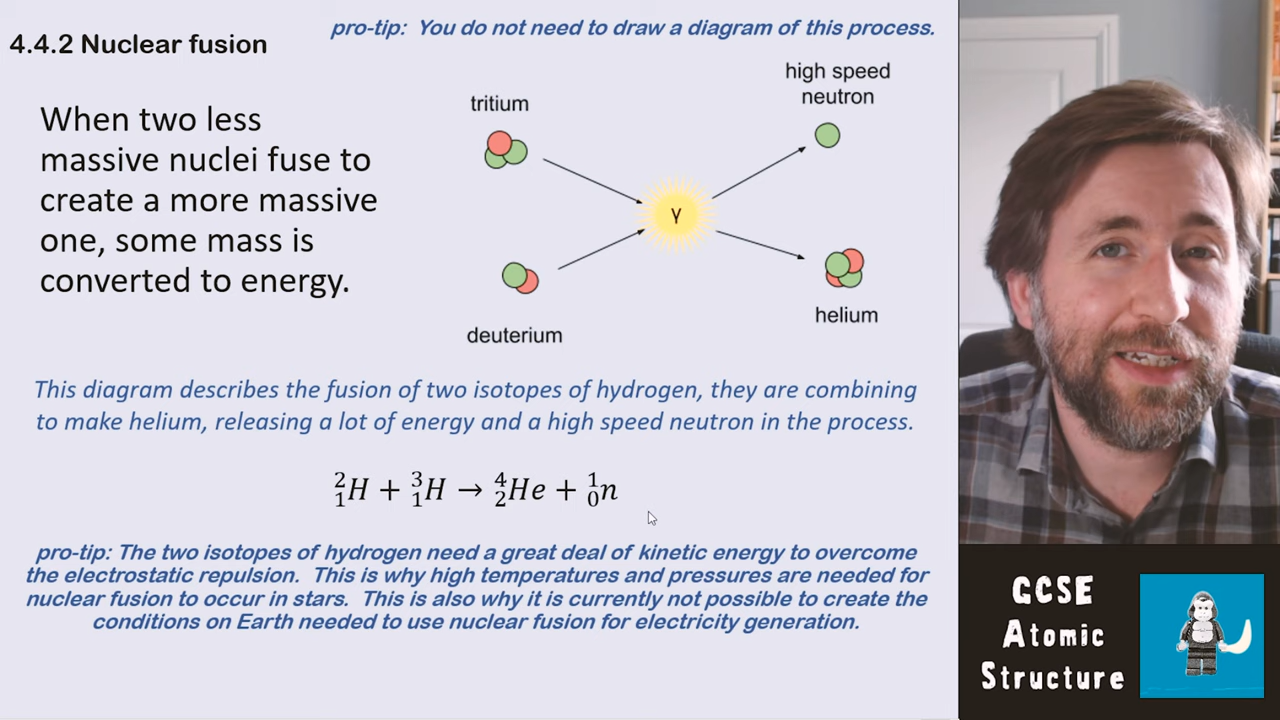 4.4.2 Nuclear fusion
pro-tip: You do not need to draw a diagram of this process.
When two less
massive nuclei fuse to
create a more massive
one, some mass is
converted to energy.
tritium
high speed
neutron
γ
deuterium
helium
This diagram describes the fusion of two isotopes of hydrogen, they are combining
to make helium, releasing a lot of energy and a high speed neutron in the process.
²₁H + ³₁H → ⁴₂He + ¹₀n
pro-tip: The two isotopes of hydrogen need a great deal of kinetic energy to overcome
the electrostatic repulsion. This is why high temperatures and pressures are needed for
nuclear fusion to occur in stars. This is also why it is currently not possible to create the
conditions on Earth needed to use nuclear fusion for electricity generation.
GCSE
Atomic
Structure